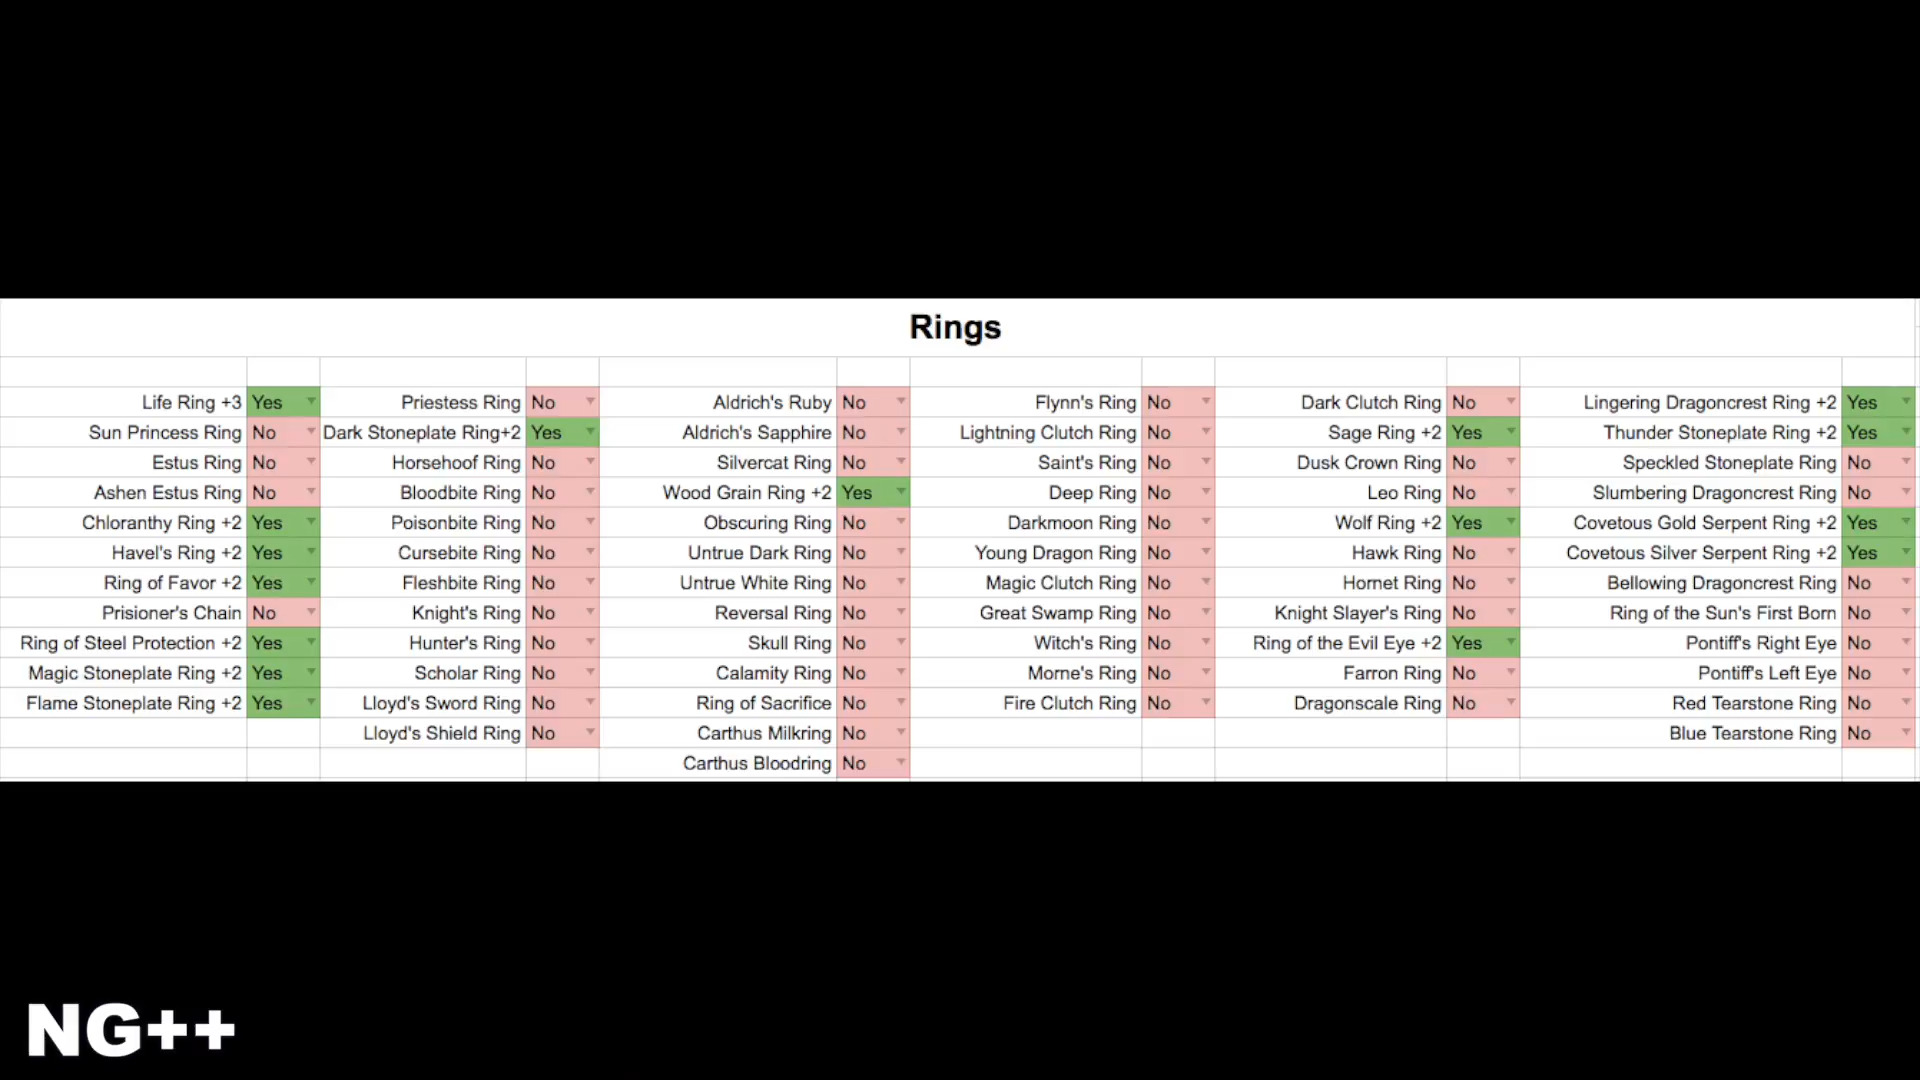 Rings
Life Ring +3 Yes Priestess Ring No Aldrich's Ruby No Flynn's Ring No Dark Clutch Ring No Lingering Dragoncrest Ring +2 Yes
Sun Princess Ring No Dark Stoneplate Ring+2 Yes Aldrich's Sapphire No Lightning Clutch Ring No Sage Ring +2 Yes Thunder Stoneplate Ring +2 Yes
Estus Ring No Horsehoof Ring No Silvercat Ring No Saint's Ring No Dusk Crown Ring No Speckled Stoneplate Ring No
Ashen Estus Ring No Bloodbite Ring No Wood Grain Ring +2 Yes Deep Ring No Leo Ring No Slumbering Dragoncrest Ring No
Chloranthy Ring +2 Yes Poisonbite Ring No Obscuring Ring No Darkmoon Ring No Wolf Ring +2 Yes Covetous Gold Serpent Ring +2 Yes
Havel's Ring +2 Yes Cursebite Ring No Untrue Dark Ring No Young Dragon Ring No Hawk Ring No Covetous Silver Serpent Ring +2 Yes
Ring of Favor +2 Yes Fleshbite Ring No Untrue White Ring No Magic Clutch Ring No Hornet Ring No Bellowing Dragoncrest Ring No
Prisioner's Chain No Knight's Ring No Reversal Ring No Great Swamp Ring No Knight Slayer's Ring No Ring of the Sun's First Born No
Ring of Steel Protection +2 Yes Hunter's Ring No Skull Ring No Witch's Ring No Ring of the Evil Eye +2 Yes Pontiff's Right Eye No
Magic Stoneplate Ring +2 Yes Scholar Ring No Calamity Ring No Morne's Ring No Farron Ring No Pontiff's Left Eye No
Flame Stoneplate Ring +2 Yes Lloyd's Sword Ring No Ring of Sacrifice No Fire Clutch Ring No Dragonscale Ring No Red Tearstone Ring No
Lloyd's Shield Ring No Carthus Milkring No Blue Tearstone Ring No
Carthus Bloodring No
NG++